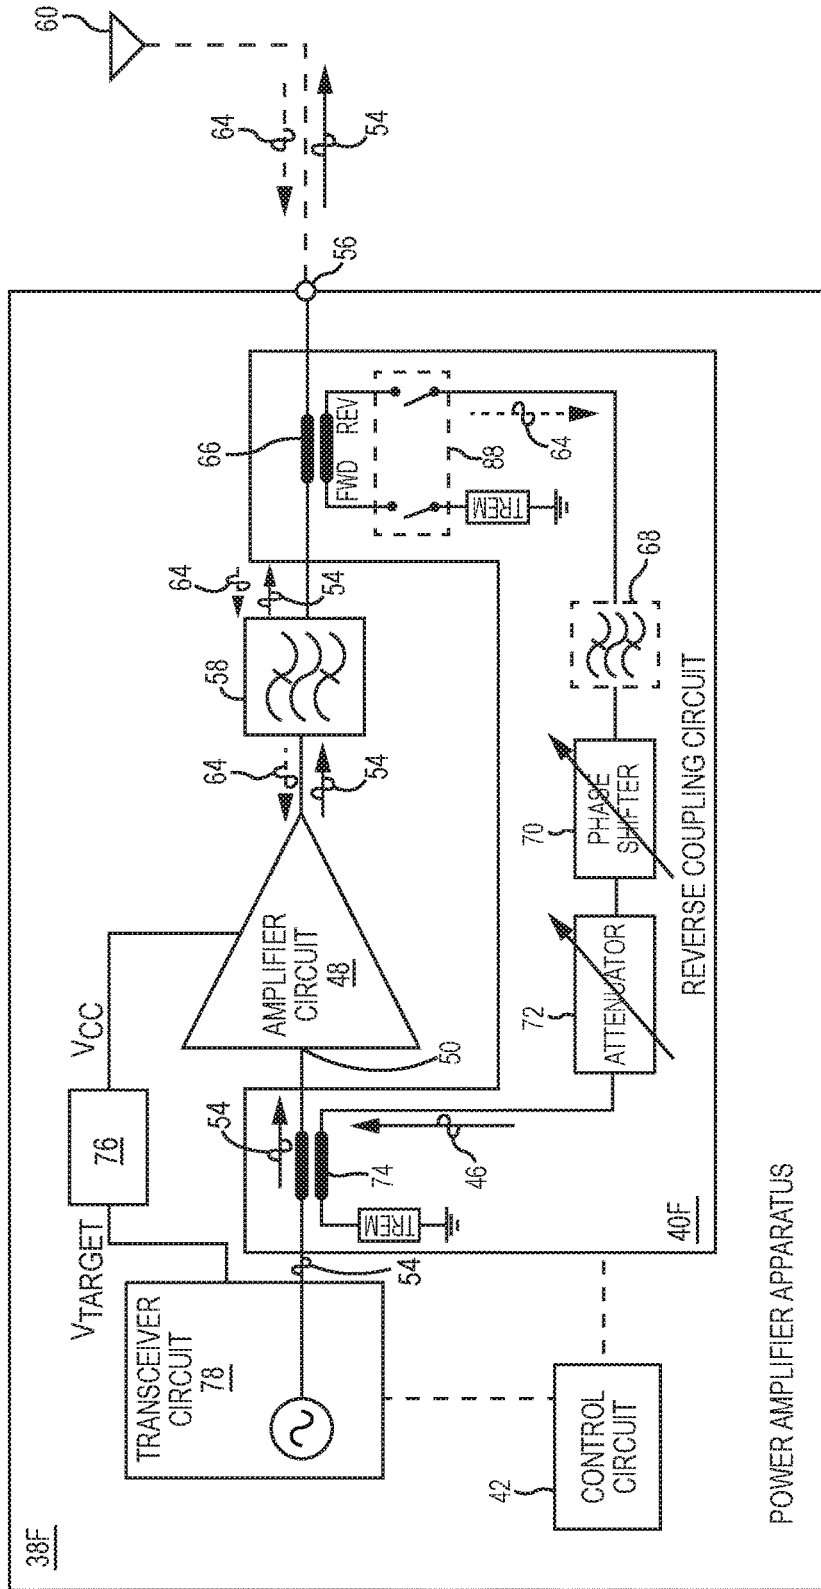 38F
TRANSCEIVER
CIRCUIT
78
VTARGET
76
VCC
54
54
50
AMPLIFIER
CIRCUIT
48
64
54
58
64
54
66
FWD
REV
56
64
54
60
88
TREM
64
68
PHASE
SHIFTER
70
ATTENUATOR
72
74
46
TREM
40F
REVERSE COUPLING CIRCUIT
CONTROL
CIRCUIT
42
POWER AMPLIFIER APPARATUS